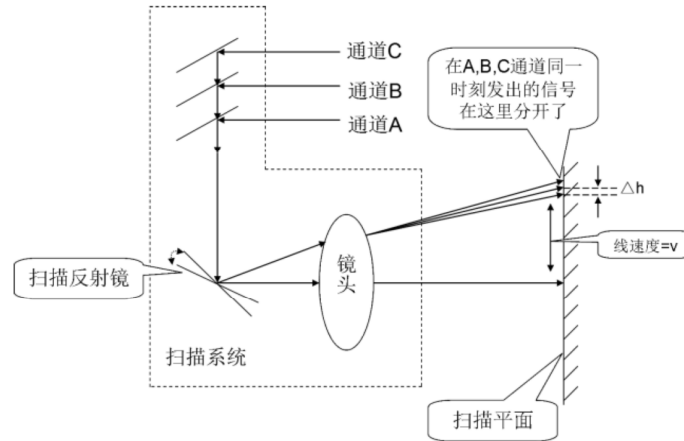 通道C
通道B
通道A
在A,B,C通道同一
时刻发出的信号
在这里分开了
△h
线速度=v
镜
头
扫描反射镜
扫描系统
扫描平面